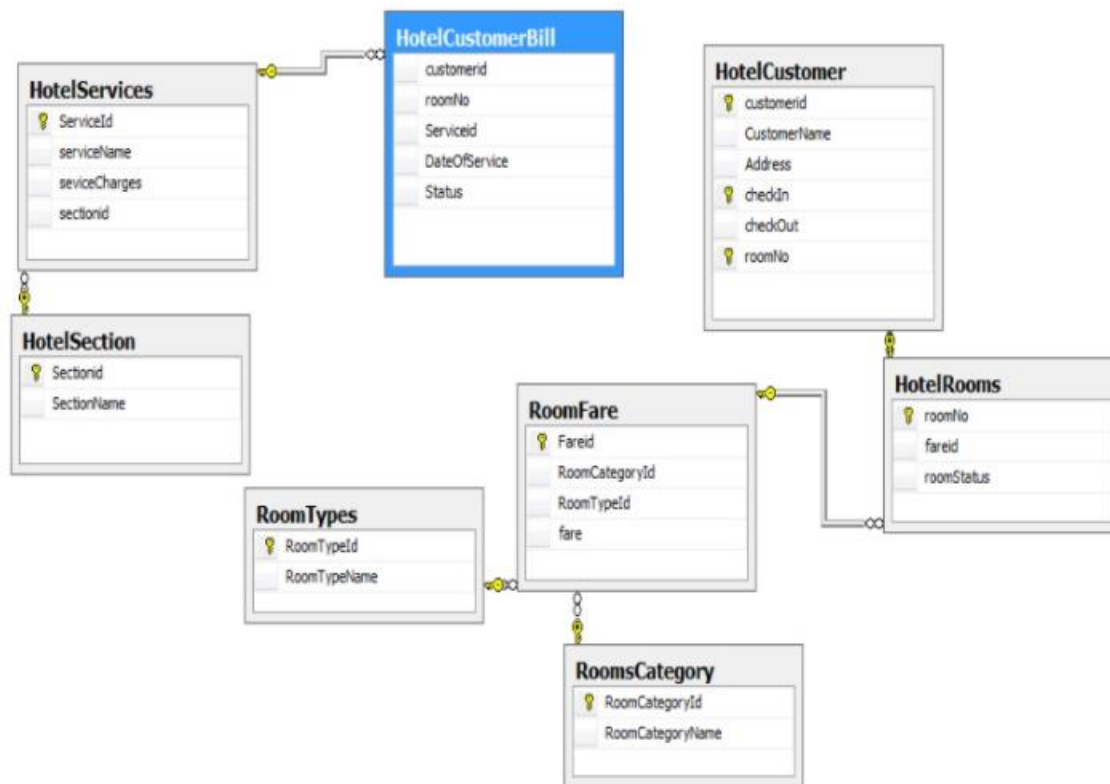 HotelCustomerBill
customerid
roomNo
Serviceid
DateOfService
Status
HotelServices
ServiceId
serviceName
seviceCharges
sectionid
HotelCustomer
customerid
CustomerName
Address
checkIn
checkOut
roomNo
HotelSection
Sectionid
SectionName
RoomFare
Fareid
RoomCategoryId
RoomTypeId
fare
HotelRooms
roomNo
fareid
roomStatus
RoomTypes
RoomTypeId
RoomTypeName
RoomsCategory
RoomCategoryId
RoomCategoryName